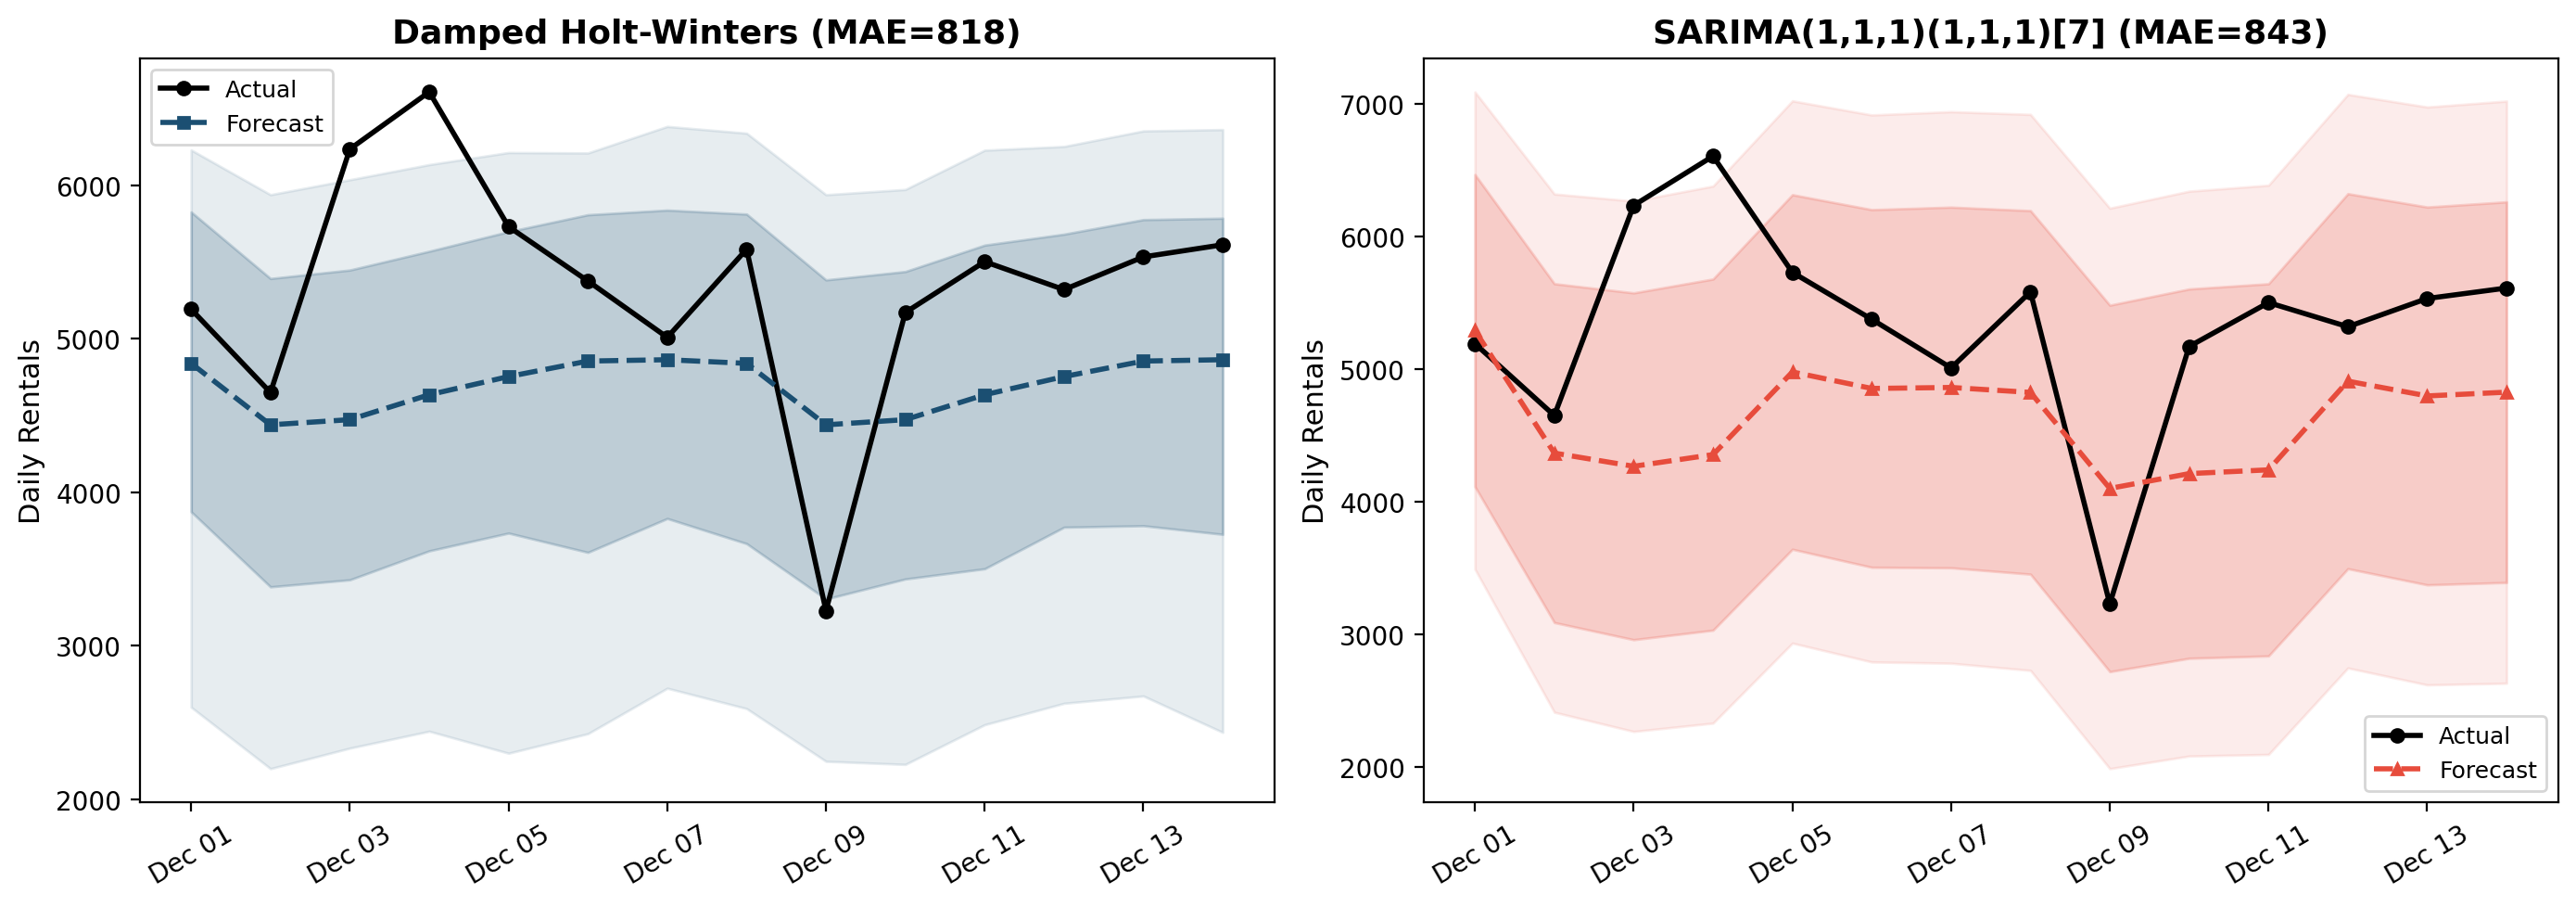 Damped Holt-Winters (MAE=818)
Actual
Forecast
Daily Rentals
6000
5000
4000
3000
2000
Dec 01
Dec 03
Dec 05
Dec 07
Dec 09
Dec 11
Dec 13
SARIMA(1,1,1)(1,1,1)[7] (MAE=843)
Daily Rentals
7000
6000
5000
4000
3000
2000
Actual
Forecast
Dec 01
Dec 03
Dec 05
Dec 07
Dec 09
Dec 11
Dec 13